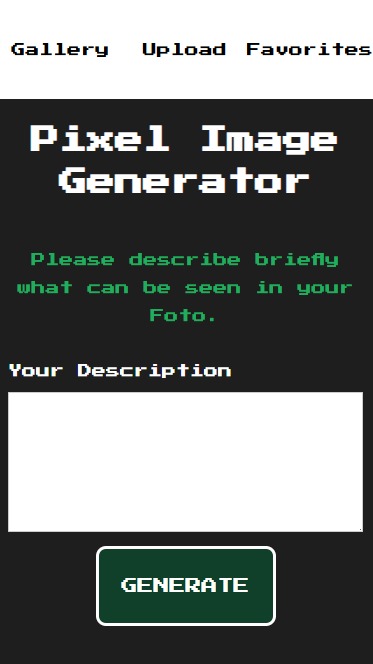 Gallery Upload Favorites
Pixel Image
Generator
Please describe briefly
what can be seen in your
Foto.
Your Description
GENERATE